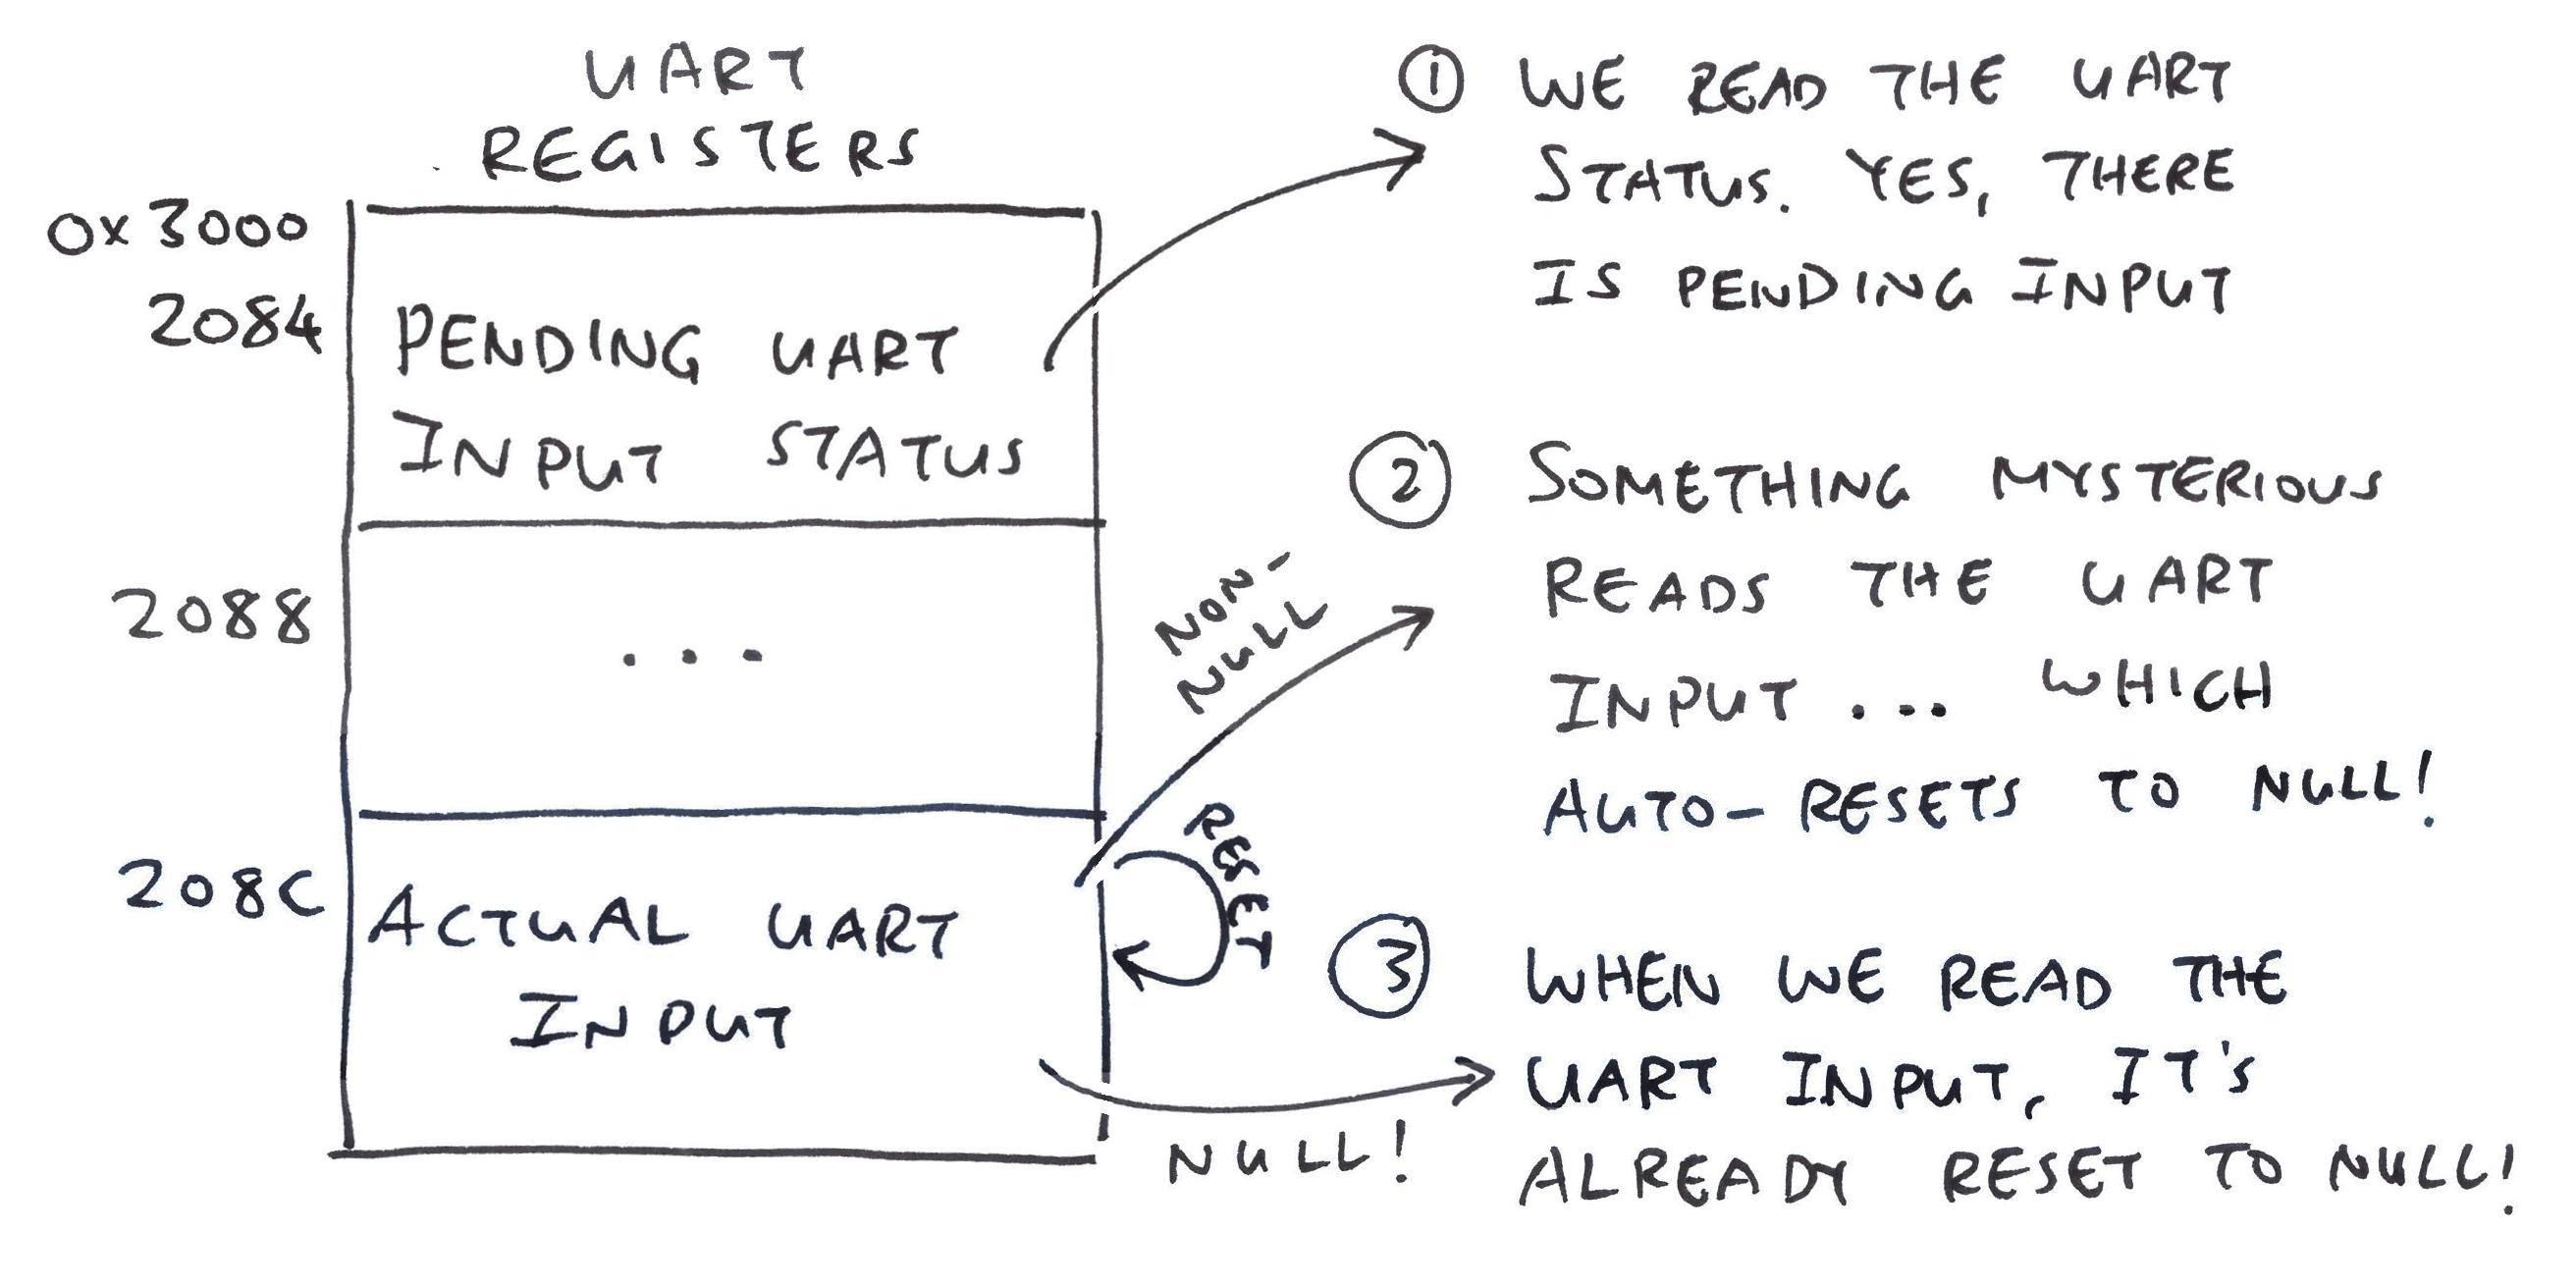 UART
REGISTERS
0x3000
2084
PENDING UART
INPUT STATUS
2088
...
208C
ACTUAL UART
INPUT
① WE READ THE UART
STATUS. YES, THERE
IS PENDING INPUT
NON-
NULL
② SOMETHING MYSTERIOUS
READS THE UART
INPUT ... WHICH
AUTO-RESETS TO NULL!
RESET
③ WHEN WE READ THE
UART INPUT, IT'S
ALREADY RESET TO NULL!
NULL!